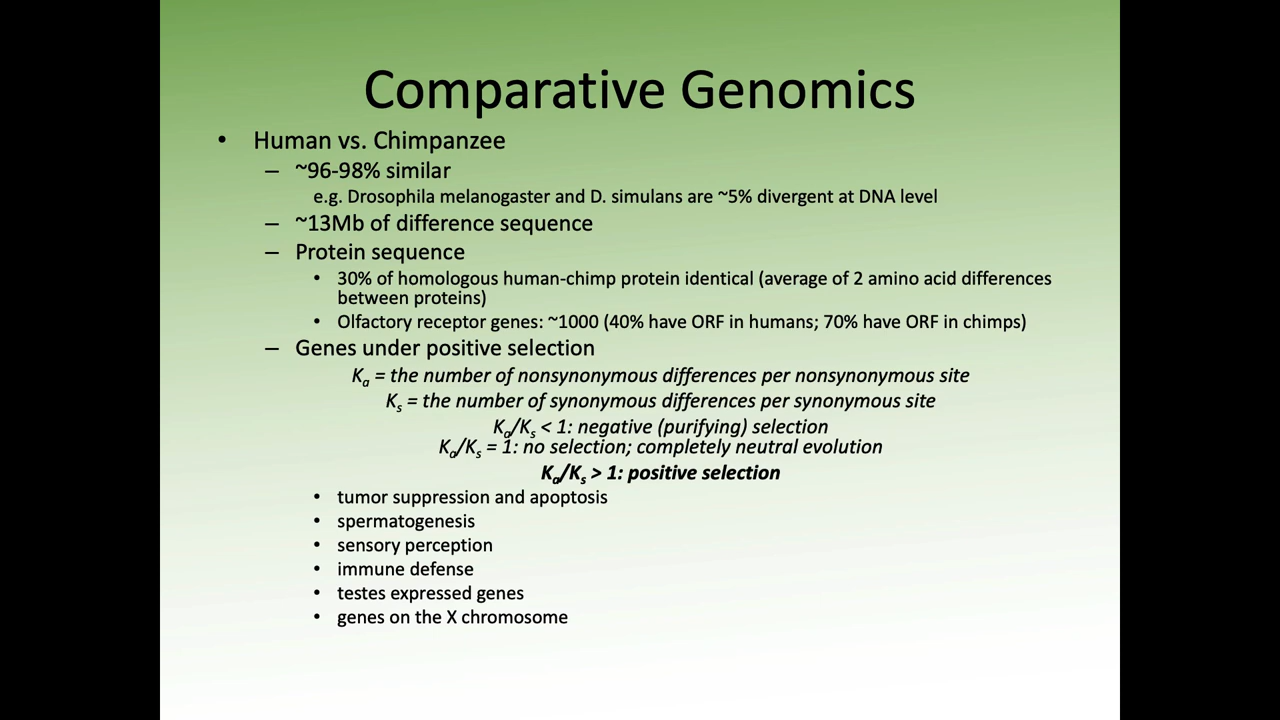 Comparative Genomics
• Human vs. Chimpanzee
– ~96-98% similar
e.g. Drosophila melanogaster and D. simulans are ~5% divergent at DNA level
– ~13Mb of difference sequence
– Protein sequence
• 30% of homologous human-chimp protein identical (average of 2 amino acid differences
between proteins)
• Olfactory receptor genes: ~1000 (40% have ORF in humans; 70% have ORF in chimps)
– Genes under positive selection
Ka = the number of nonsynonymous differences per nonsynonymous site
Ks = the number of synonymous differences per synonymous site
Ka/Ks < 1: negative (purifying) selection
Ka/Ks = 1: no selection; completely neutral evolution
Ka/Ks > 1: positive selection
• tumor suppression and apoptosis
• spermatogenesis
• sensory perception
• immune defense
• testes expressed genes
• genes on the X chromosome